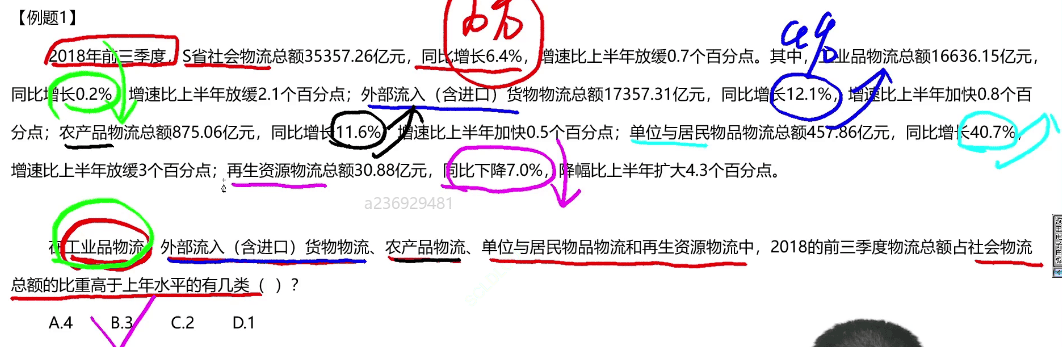 【例题1】
2018年前三季度，S省社会物流总额35357.26亿元，同比增长6.4%，增速比上半年放缓0.7个百分点。其中，工业品物流总额16636.15亿元，
同比增长0.2%，增速比上半年放缓2.1个百分点；外部流入（含进口）货物物流总额17357.31亿元，同比增长12.1%，增速比上半年加快0.8个百
分点；农产品物流总额875.06亿元，同比增长11.6%，增速比上半年加快0.5个百分点；单位与居民物品物流总额457.86亿元，同比增长40.7%，
增速比上半年放缓3个百分点；再生资源物流总额30.88亿元，同比下降7.0%，降幅比上半年扩大4.3个百分点。
a236929481
在工业品物流、外部流入（含进口）货物物流、农产品物流、单位与居民物品物流和再生资源物流中，2018的前三季度物流总额占社会物流
总额的比重高于上年水平的有几类（ ）？
A.4 B.3 C.2 D.1